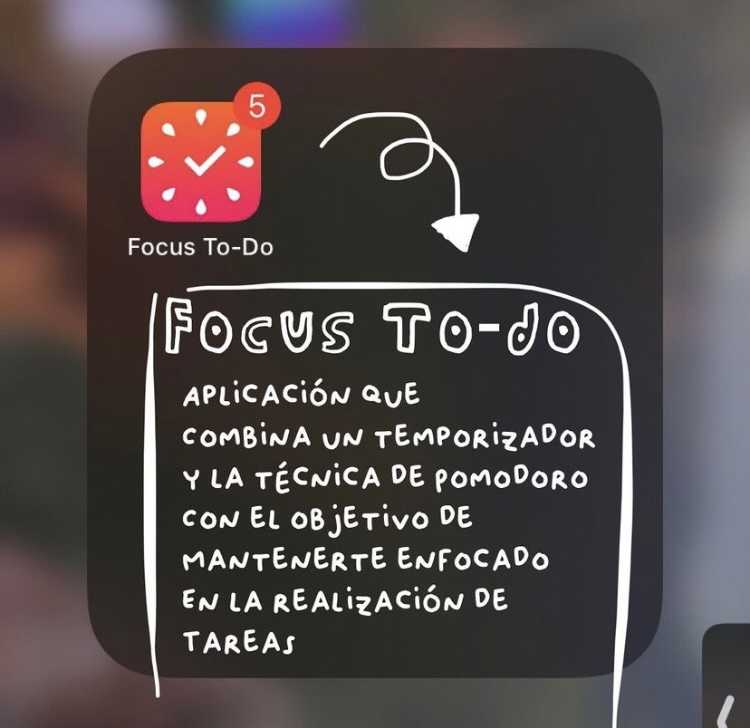 5
Focus To-Do
FOCUS TO-DO
APLiCACiÓN QUE
COMBiNA UN TEMPORiZADOR
Y LA TÉCNiCA DE POMODORO
CON EL OBjETiVO DE
MANTENERTE ENFOCADO
EN LA REALiZACiÓN DE
TAREAS